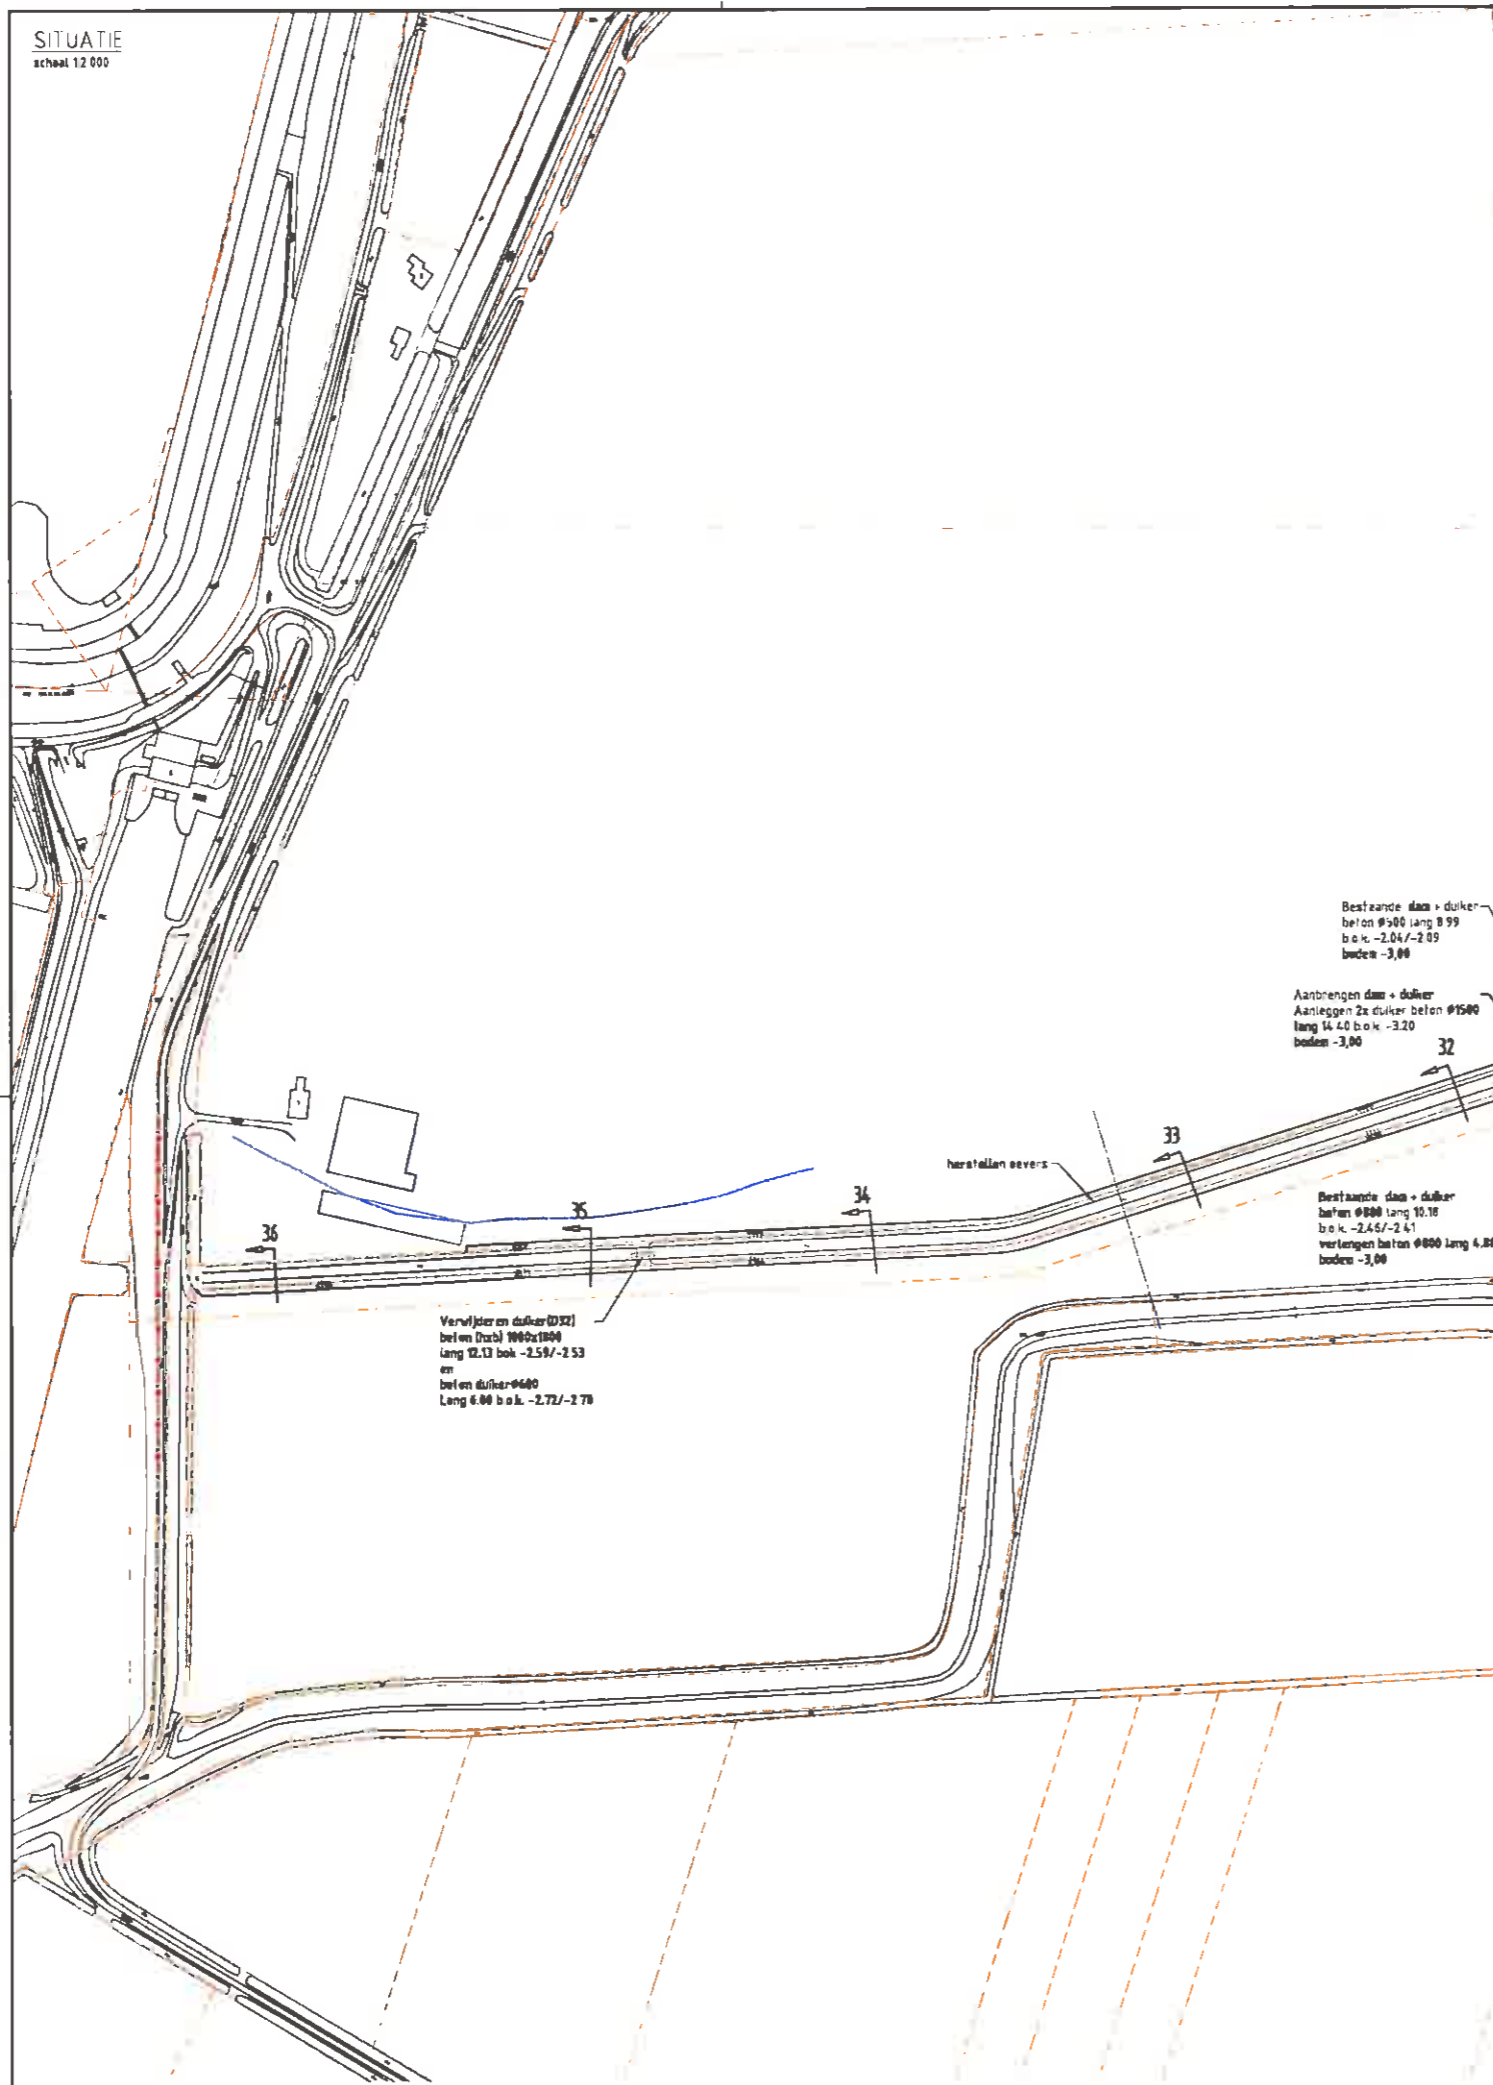 SITUATIE
schaal 1:2 000
Bestaande dam + duiker
beton ø500 lang 8.99
b.o.k. -2.04/-2.09
bodem -3,00
Aanbrengen dam + duiker
Aanleggen 2x duiker beton ø1500
lang 14.40 b.o.k. -3.20
bodem -3,00
32
33
herstellen oevers
34
35
36
Bestaande dam + duiker
beton ø800 lang 10.18
b.o.k. -2.46/-2.41
verlengen beton ø800 lang
bodem -3,00
Verwijderen duiker(D32)
beton (hxb) 1000x1800
lang 12.13 bok -2.59/-2.53
en
beton duiker ø600
Lang 6.00 b.o.k. -2.72/-2.78